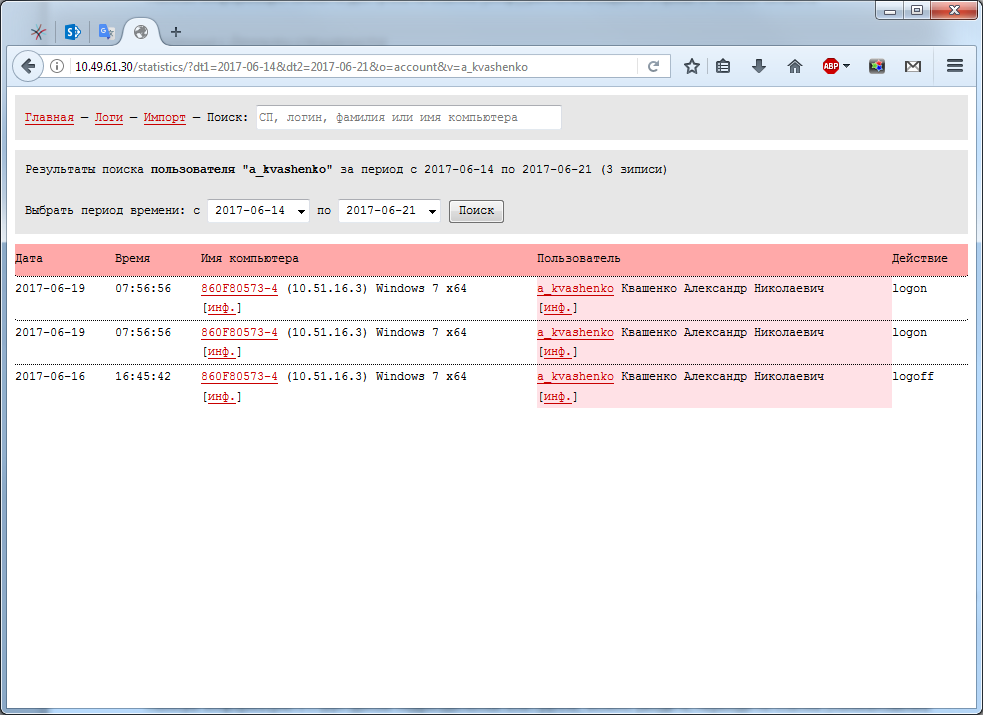 10.49.61.30/statistics/?dt1=2017-06-14&dt2=2017-06-21&o=account&v=a_kvashenko
ABP
Главная — Логи — Импорт — Поиск: СП, логин, фамилия или имя компьютера
Результаты поиска пользователя "a_kvashenko" за период с 2017-06-14 по 2017-06-21 (3 зиписи)
Выбрать период времени: с 2017-06-14 по 2017-06-21 Поиск
Дата Время Имя компьютера Пользователь Действие
2017-06-19 07:56:56 860F80573-4 (10.51.16.3) Windows 7 x64 a_kvashenko Квашенко Александр Николаевич logon
[инф.] [инф.]
2017-06-19 07:56:56 860F80573-4 (10.51.16.3) Windows 7 x64 a_kvashenko Квашенко Александр Николаевич logon
[инф.] [инф.]
2017-06-16 16:45:42 860F80573-4 (10.51.16.3) Windows 7 x64 a_kvashenko Квашенко Александр Николаевич logoff
[инф.] [инф.]